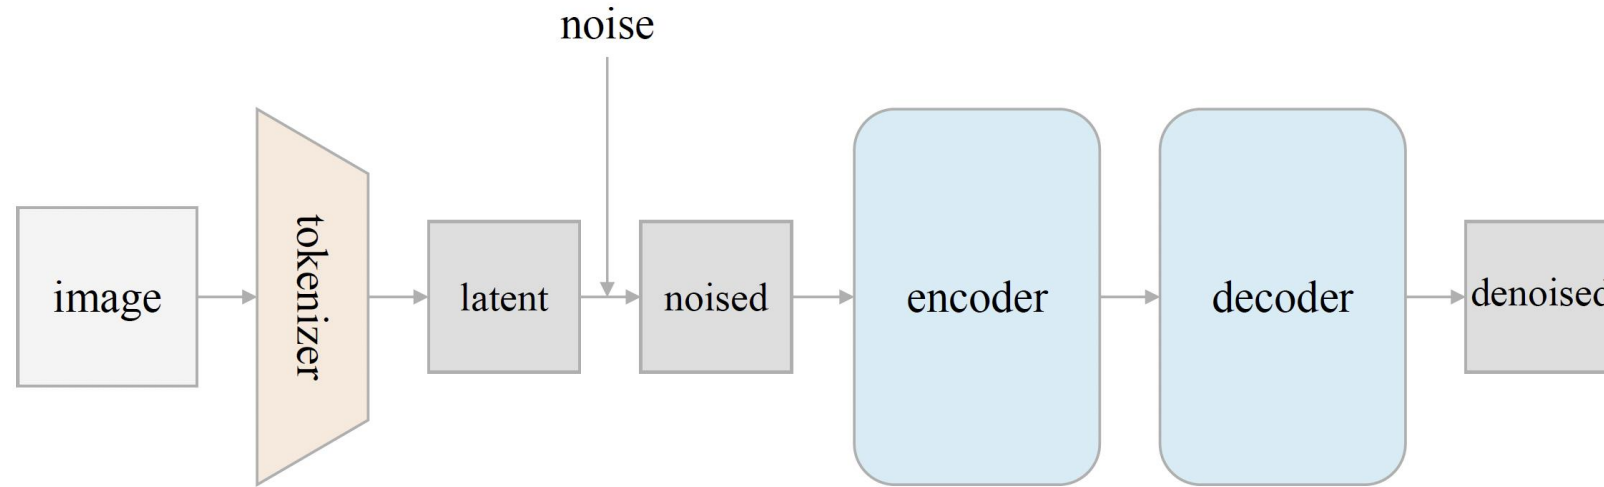 noise
image
tokenizer
latent
noised
encoder
decoder
denoised